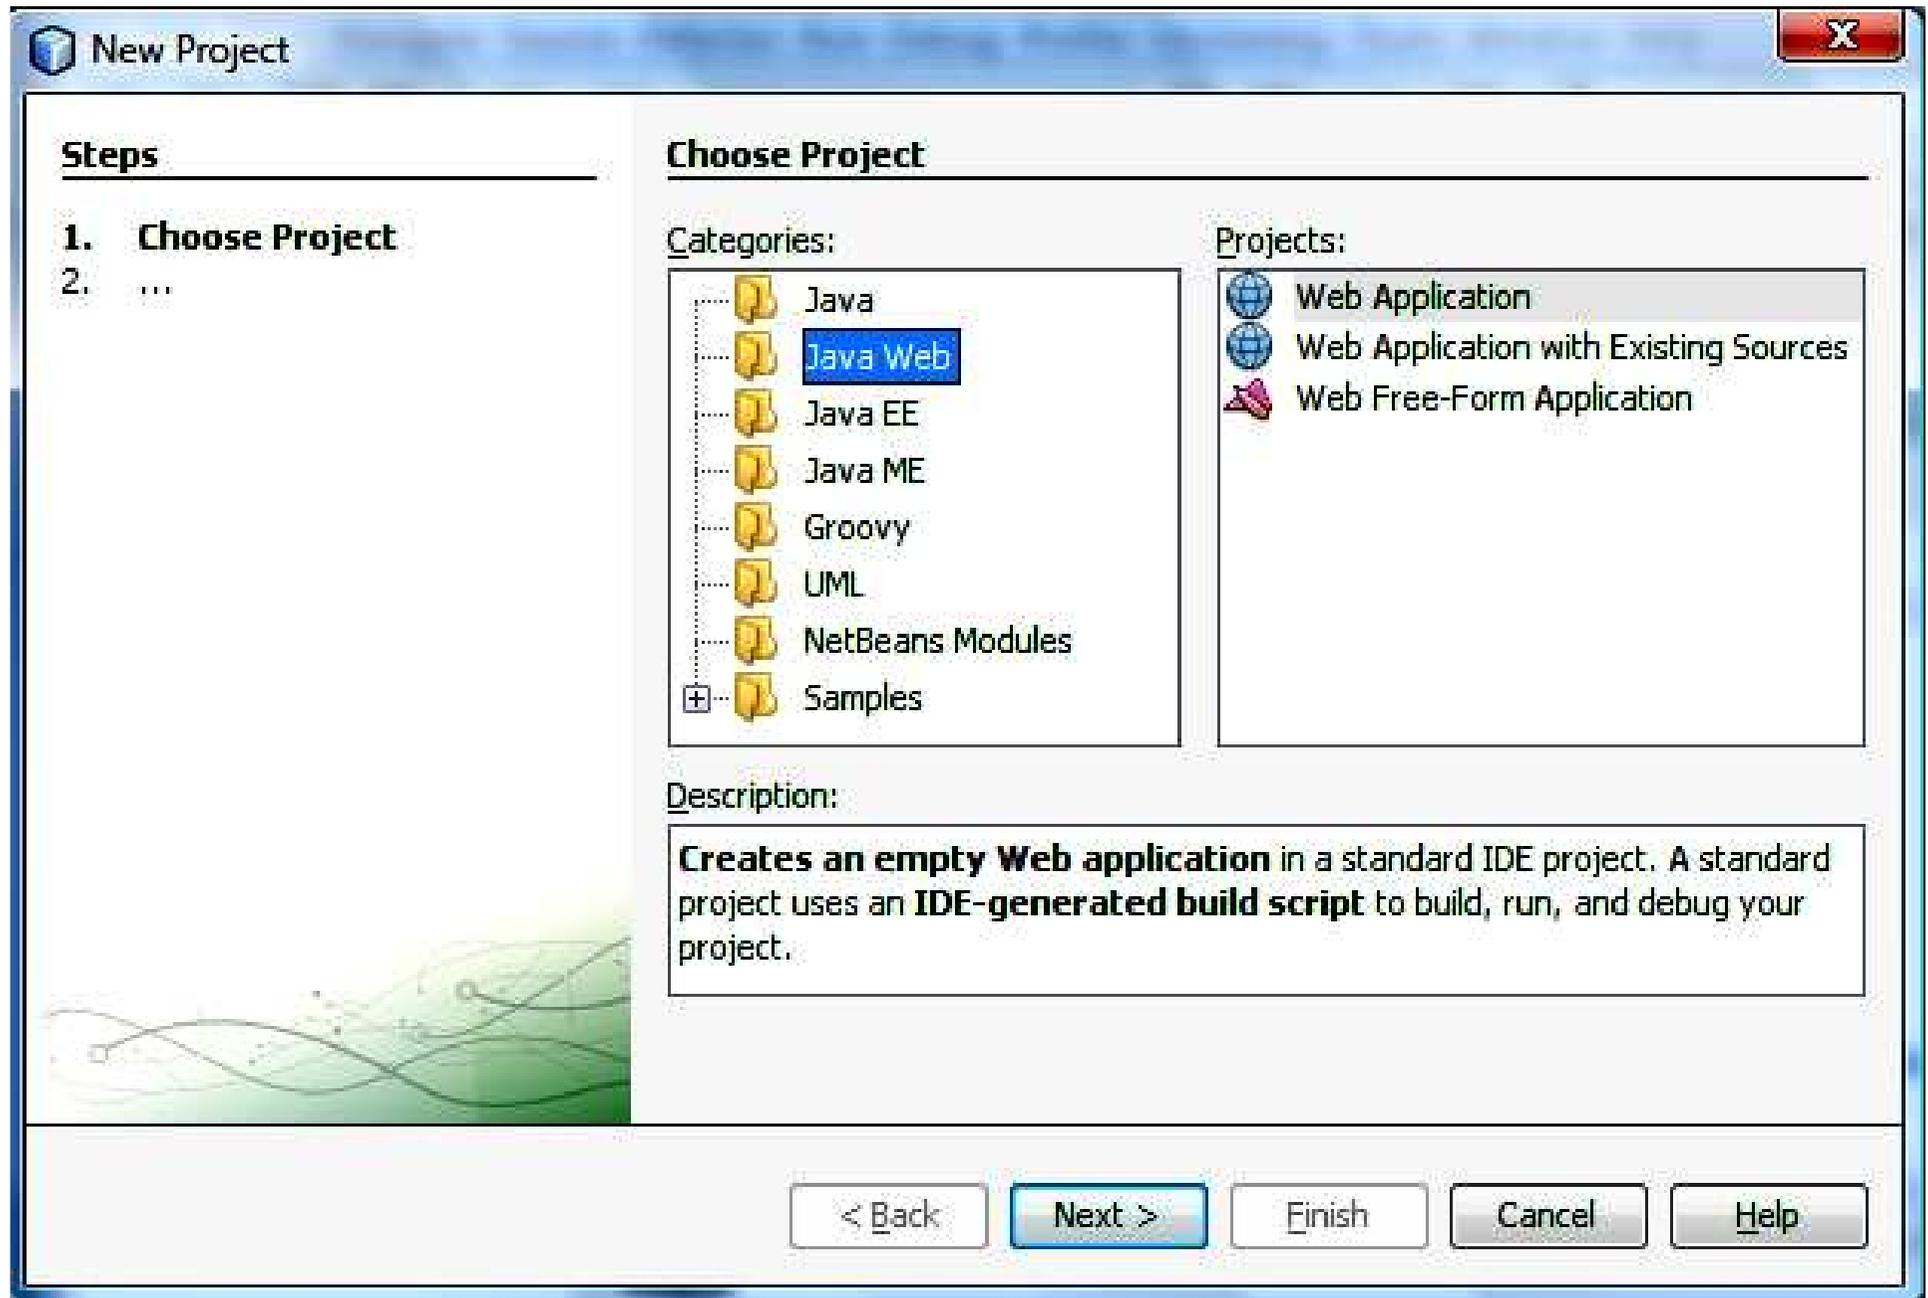 New Project
X
Steps
1. Choose Project
2. ...
Choose Project
Categories:
Java
Java Web
Java EE
Java ME
Groovy
UML
NetBeans Modules
Samples
Projects:
Web Application
Web Application with Existing Sources
Web Free-Form Application
Description:
Creates an empty Web application in a standard IDE project. A standard
project uses an IDE-generated build script to build, run, and debug your
project.
< Back
Next >
Finish
Cancel
Help